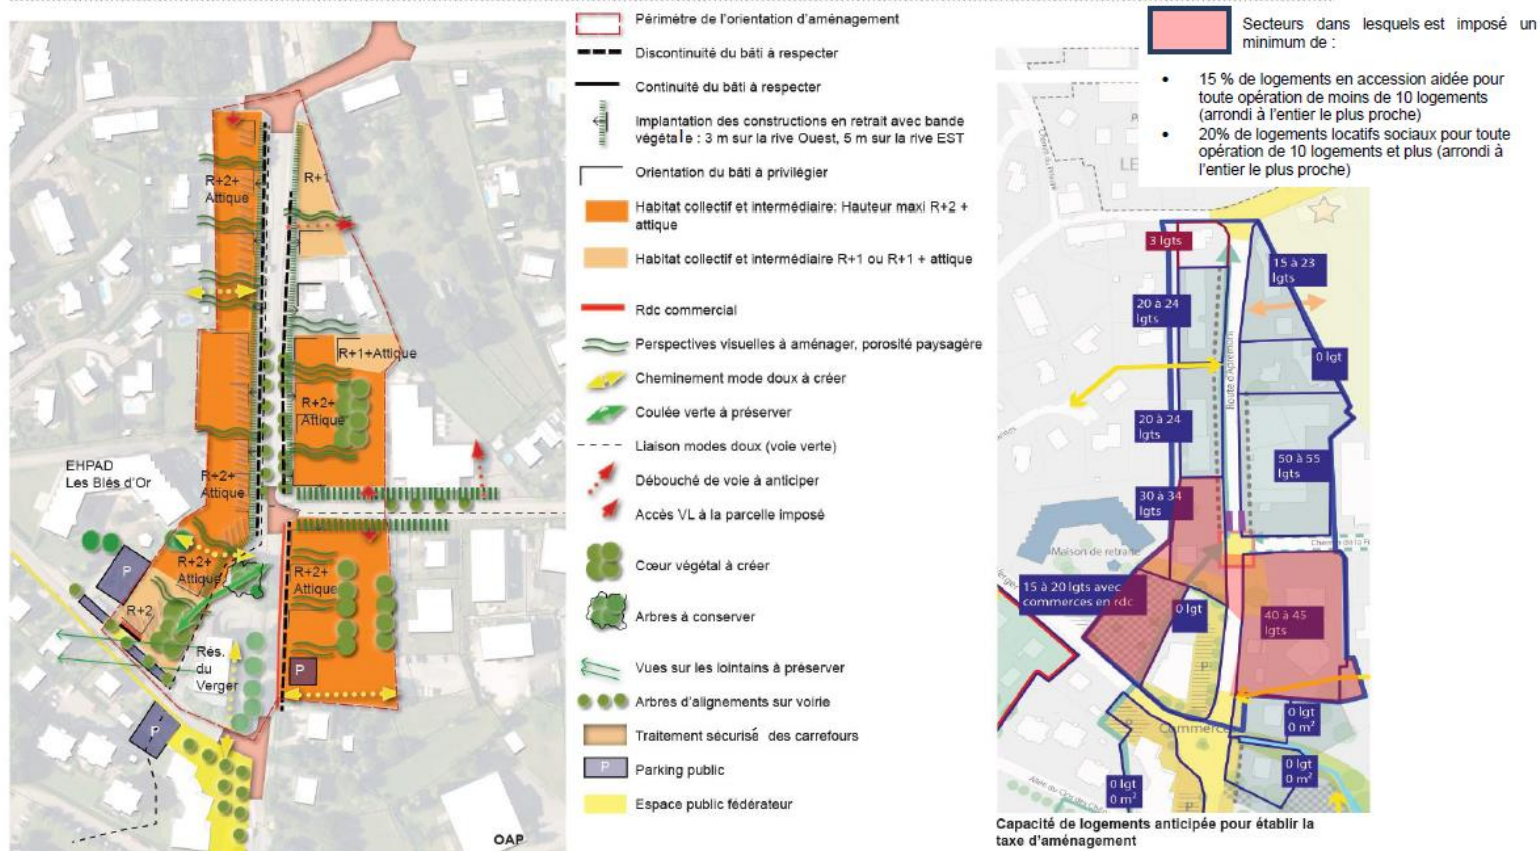 R+2+
Attique
R+1
R+1+Attique
R+2+
Attique
R+2+
Attique
EHPAD
Les Blés d'Or
R+2+
Attique
R+2+
Attique
P
R+2
Rés.
du
Verger
P
P
OAP
Périmètre de l'orientation d'aménagement
Discontinuité du bâti à respecter
Continuité du bâti à respecter
Implantation des constructions en retrait avec bande
végétale : 3 m sur la rive Ouest, 5 m sur la rive EST
Orientation du bâti à privilégier
Habitat collectif et intermédiaire: Hauteur maxi R+2 +
attique
Habitat collectif et intermédiaire R+1 ou R+1 + attique
Rdc commercial
Perspectives visuelles à aménager, porosité paysagère
Cheminement mode doux à créer
Coulée verte à préserver
Liaison modes doux (voie verte)
Débouché de voie à anticiper
Accès VL à la parcelle imposé
Cœur végétal à créer
Arbres à conserver
Vues sur les lointains à préserver
Arbres d'alignements sur voirie
Traitement sécurisé des carrefours
P
Parking public
Espace public fédérateur
Secteurs dans lesquels est imposé un
minimum de :
• 15 % de logements en accession aidée pour
toute opération de moins de 10 logements
(arrondi à l'entier le plus proche)
• 20% de logements locatifs sociaux pour toute
opération de 10 logements et plus (arrondi à
l'entier le plus proche)
LE
3 lgts
15 à 23
lgts
20 à 24
lgts
0 lgt
Route d'Apremont
20 à 24
lgts
50 à 55
lgts
30 à 34
lgts
Maison de retraite
Chemin de la
15 à 20 lgts avec
commerces en rdc
0 lgt
40 à 45
lgts
P
0 lgt
0 m²
Commerces
P
0 lgt
0 m²
0 lgt
0 m²
P
Capacité de logements anticipée pour établir la
taxe d'aménagement